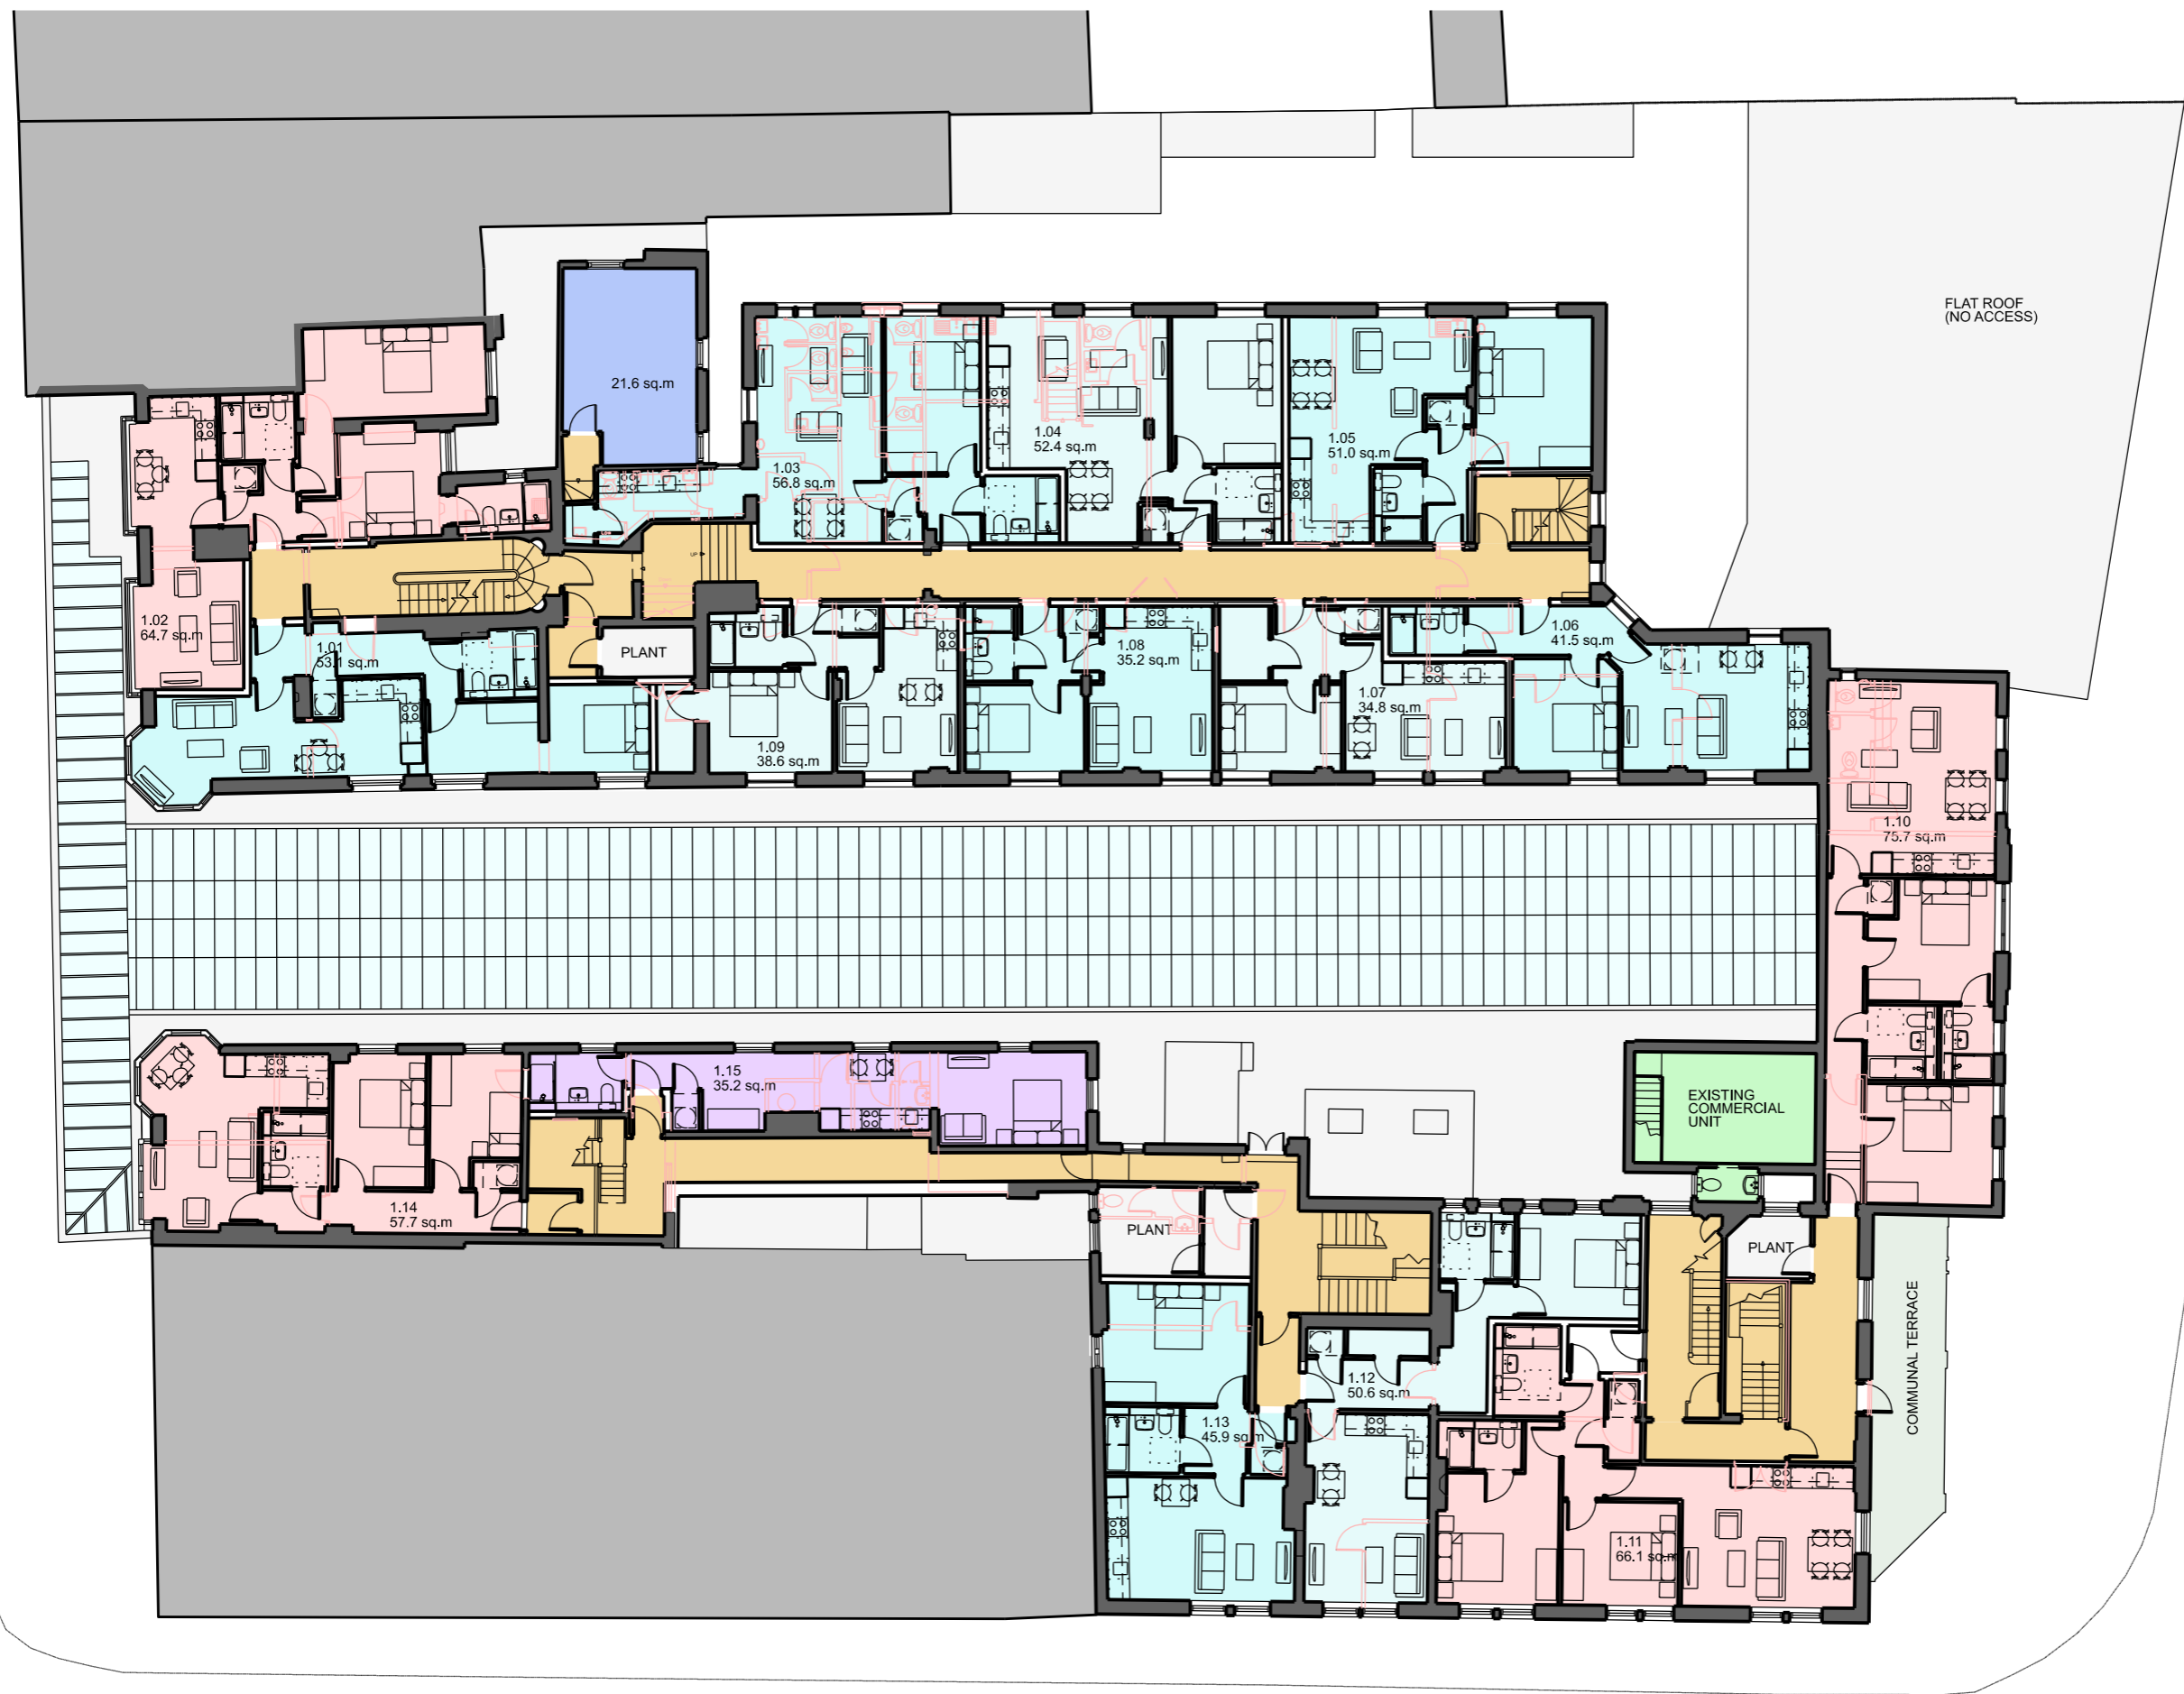 FLAT ROOF
(NO ACCESS)
21.6 sq.m
1.03
56.8 sq.m
1.04
52.4 sq.m
1.05
51.0 sq.m
UP
1.02
64.7 sq.m
1.01
53.1 sq.m
PLANT
1.09
38.6 sq.m
1.08
35.2 sq.m
1.07
34.8 sq.m
1.06
41.5 sq.m
1.10
75.7 sq.m
1.15
35.2 sq.m
EXISTING
COMMERCIAL
UNIT
1.14
57.7 sq.m
PLANT
PLANT
COMMUNAL TERRACE
1.12
50.6 sq.m
1.13
45.9 sq.m
1.11
66.1 sq.m